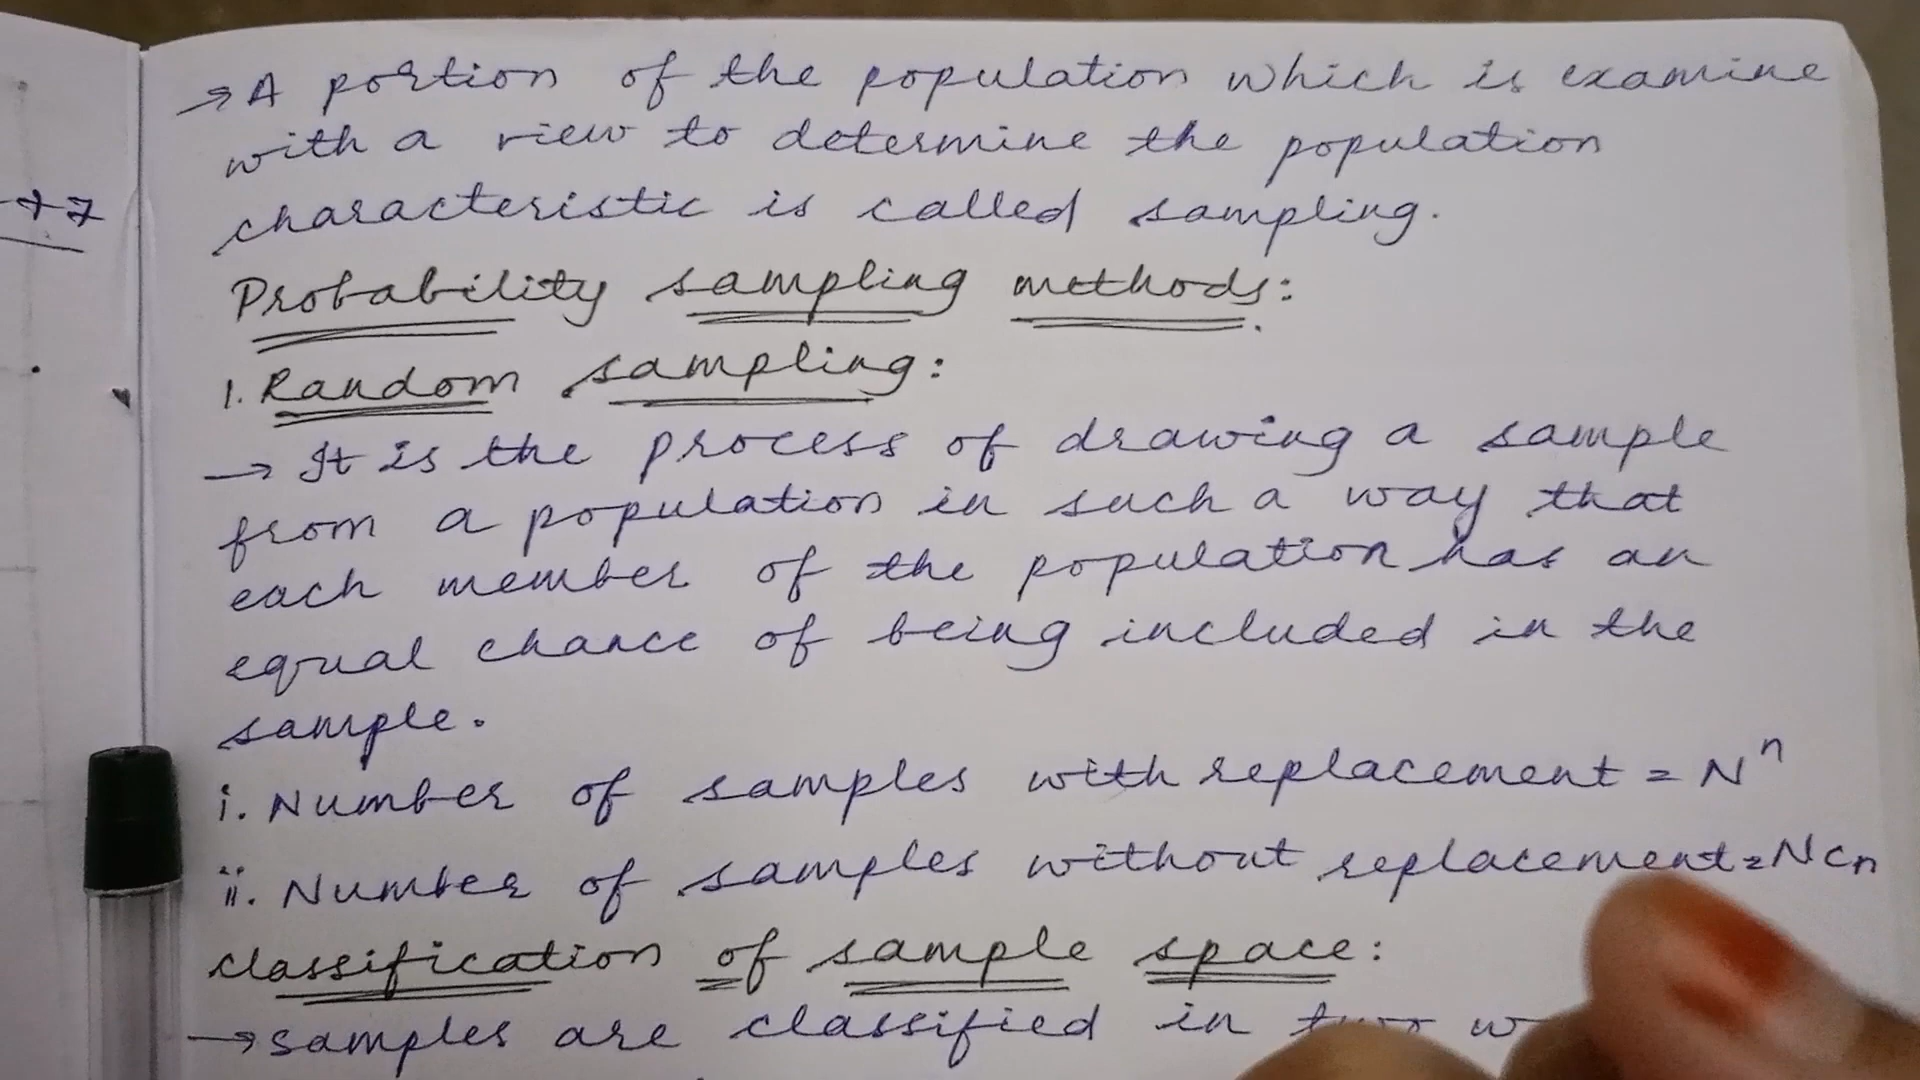 → A portion of the population which is examine
with a view to determine the population
characteristic is called sampling.
Probability sampling methods:
1. Random sampling:
→ It is the process of drawing a sample
from a population in such a way that
each member of the population has an
equal chance of being included in the
sample.
i. Number of samples with replacement = Nⁿ
ii. Number of samples without replacement = Ncₙ
classification of sample space:
→ samples are classified in two